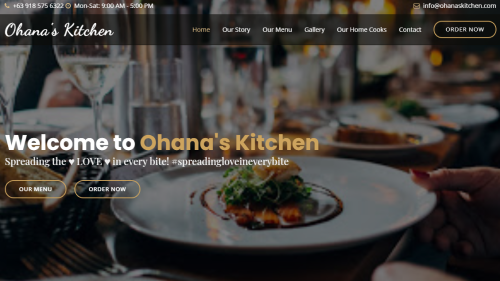 +63 918 575 6322 Mon-Sat: 9:00 AM - 5:00 PM
info@ohanaskitchen.com
Ohana's Kitchen
Home Our Story Our Menu Gallery Our Home Cooks Contact ORDER NOW
Welcome to Ohana's Kitchen
Spreading the ♥ LOVE ♥ in every bite! #spreadingloveineverybite
OUR MENU ORDER NOW